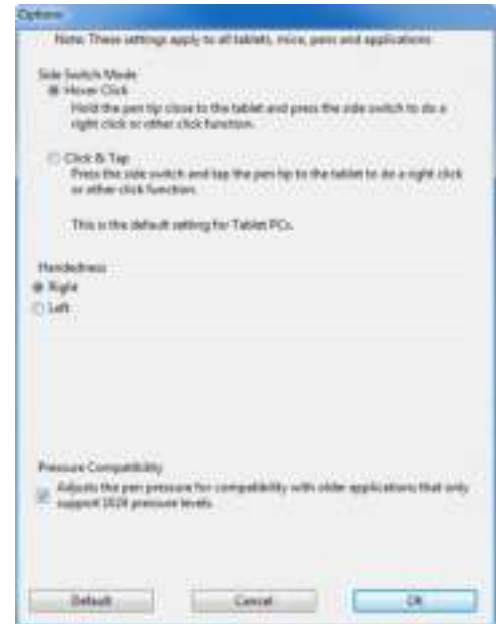 Options
Note: These settings apply to all tablets, mice, pens and applications
Side Switch Mode
Hover Click
Hold the pen tip close to the tablet and press the side switch to do a
right click or other click function.
Click & Tap
Press the side switch and tap the pen tip to the tablet to do a right click
or other click function.
This is the default setting for Tablet PCs.
Handedness
Right
Left
Pressure Compatibility
Adjusts the pen pressure for compatibility with older applications that only
support 1024 pressure levels.
Default
Cancel
OK